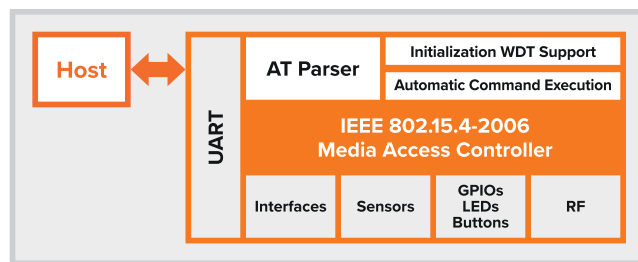 Host
UART
AT Parser
Initialization WDT Support
Automatic Command Execution
IEEE 802.15.4-2006
Media Access Controller
Interfaces
Sensors
GPIOs
LEDs
Buttons
RF